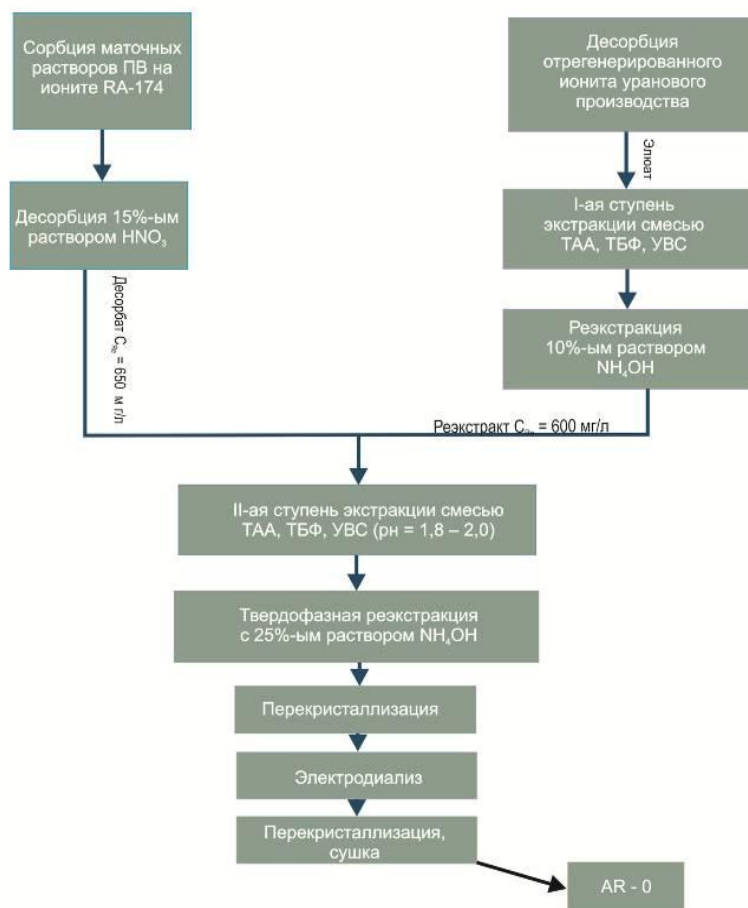 Сорбция маточных
растворов ПВ на
ионите RA-174
Десорбция
отрегенерированного
ионита уранового
производства
Элюат
Десорбция 15%-ым
раствором HNO₃
I-ая ступень
экстракции смесью
ТАА, ТБФ, УВС
Реэкстракция
10%-ым раствором
NH₄OH
Десорбат C = 650 м г/л
Реэкстракт C = 600 мг/л
II-ая ступень экстракции смесью
ТАА, ТБФ, УВС (рн = 1,8 – 2,0)
Твердофазная реэкстракция
с 25%-ым раствором NH₄OH
Перекристаллизация
Электродиализ
Перекристаллизация,
сушка
AR - 0